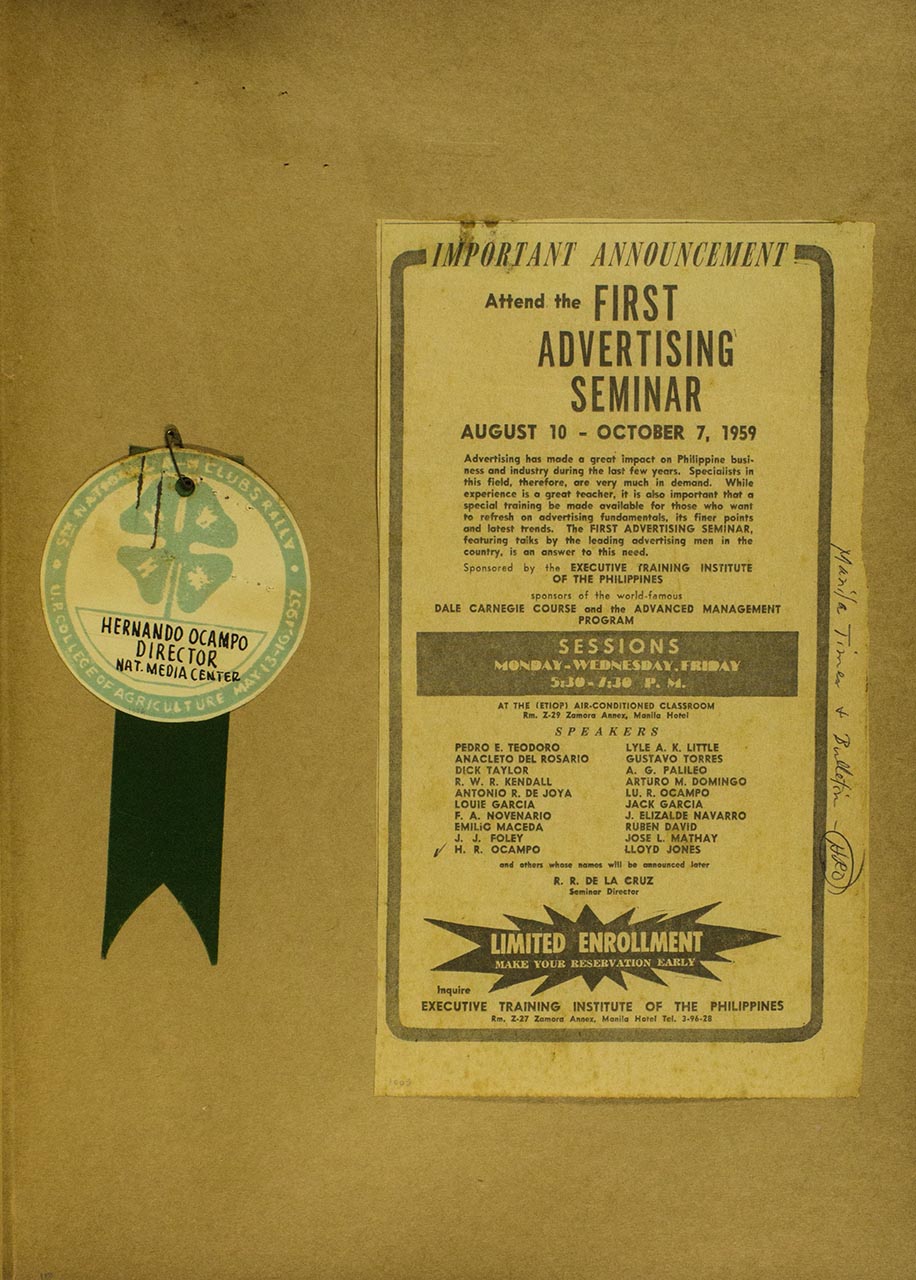 SIXTH NATIONAL 4-H CLUBS RALLY
U.P. COLLEGE OF AGRICULTURE MAY 13-16, 1957
H H
H H
HERNANDO OCAMPO
DIRECTOR
NAT. MEDIA CENTER
IMPORTANT ANNOUNCEMENT
Attend the FIRST
ADVERTISING
SEMINAR
AUGUST 10 - OCTOBER 7, 1959
Advertising has made a great impact on Philippine busi-
ness and industry during the last few years. Specialists in
this field, therefore, are very much in demand. While
experience is a great teacher, it is also important that a
special training be made available for those who want
to refresh on advertising fundamentals, its finer points
and latest trends. The FIRST ADVERTISING SEMINAR,
featuring talks by the leading advertising men in the
country, is an answer to this need.
Sponsored by the EXECUTIVE TRAINING INSTITUTE
OF THE PHILIPPINES
sponsors of the world-famous
DALE CARNEGIE COURSE and the ADVANCED MANAGEMENT
PROGRAM
SESSIONS
MONDAY-WEDNESDAY, FRIDAY
5:30-7:30 P. M.
AT THE (ETIOP) AIR-CONDITIONED CLASSROOM
Rm. Z-29 Zamora Annex, Manila Hotel
SPEAKERS
PEDRO E. TEODORO
ANACLETO DEL ROSARIO
DICK TAYLOR
R. W. R. KENDALL
ANTONIO R. DE JOYA
LOUIE GARCIA
F. A. NOVENARIO
EMILIO MACEDA
J. J. FOLEY
H. R. OCAMPO
LYLE A. K. LITTLE
GUSTAVO TORRES
A. G. PALILEO
ARTURO M. DOMINGO
LU. R. OCAMPO
JACK GARCIA
J. ELIZALDE NAVARRO
RUBEN DAVID
JOSE L. MATHAY
LLOYD JONES
and others whose names will be announced later
R. R. DE LA CRUZ
Seminar Director
LIMITED ENROLLMENT
MAKE YOUR RESERVATION EARLY
Inquire
EXECUTIVE TRAINING INSTITUTE OF THE PHILIPPINES
Rm. Z-27 Zamora Annex, Manila Hotel Tel. 3-96-28
Manila Times & Bulletin - HRO